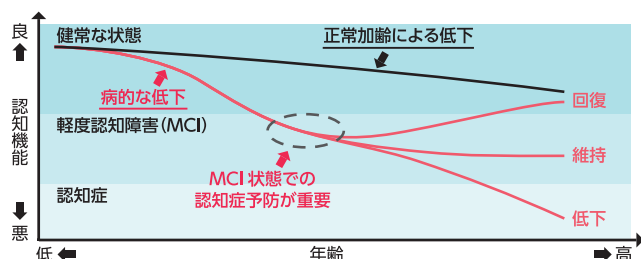 良
健常な状態
正常加齢による低下
病的な低下
回復
認知機能
軽度認知障害（MCI）
維持
MCI 状態での
認知症予防が重要
認知症
低下
悪
低
年齢
高